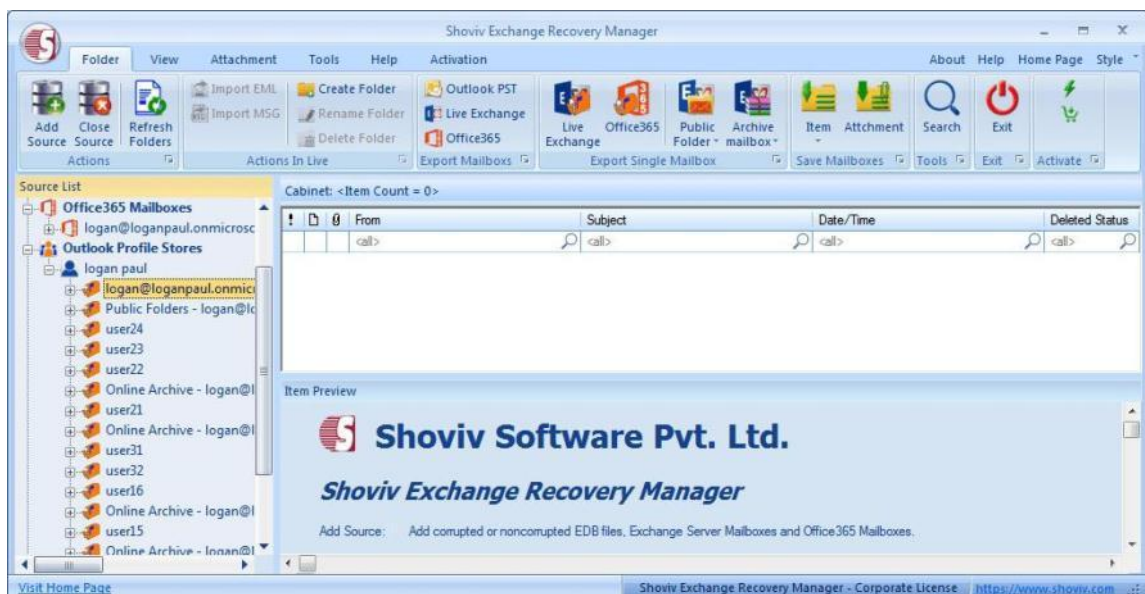 Shoviv Exchange Recovery Manager
Folder View Attachment Tools Help Activation About Help Home Page Style
Add Source
Close Source
Refresh Folders
Actions
Import EML
Import MSG
Create Folder
Rename Folder
Delete Folder
Actions In Live
Outlook PST
Live Exchange
Office365
Export Mailboxs
Live Exchange
Office365
Public Folder
Archive mailbox
Export Single Mailbox
Item
Attchment
Save Mailboxes
Search
Tools
Exit
Exit
Activate
Source List
Office365 Mailboxes
logan@loganpaul.onmicrosc
Outlook Profile Stores
logan paul
logan@loganpaul.onmicr
Public Folders - logan@lo
user24
user23
user22
Online Archive - logan@l
user21
Online Archive - logan@l
user31
user32
user16
Online Archive - logan@l
user15
Online Archive - logan@l
Cabinet: <Item Count = 0>
! From Subject Date/Time Deleted Status
<all> <all> <all> <all>
Item Preview
S Shoviv Software Pvt. Ltd.
Shoviv Exchange Recovery Manager
Add Source: Add corrupted or noncorrupted EDB files, Exchange Server Mailboxes and Office365 Mailboxes.
Visit Home Page
Shoviv Exchange Recovery Manager - Corporate License https://www.shoviv.com